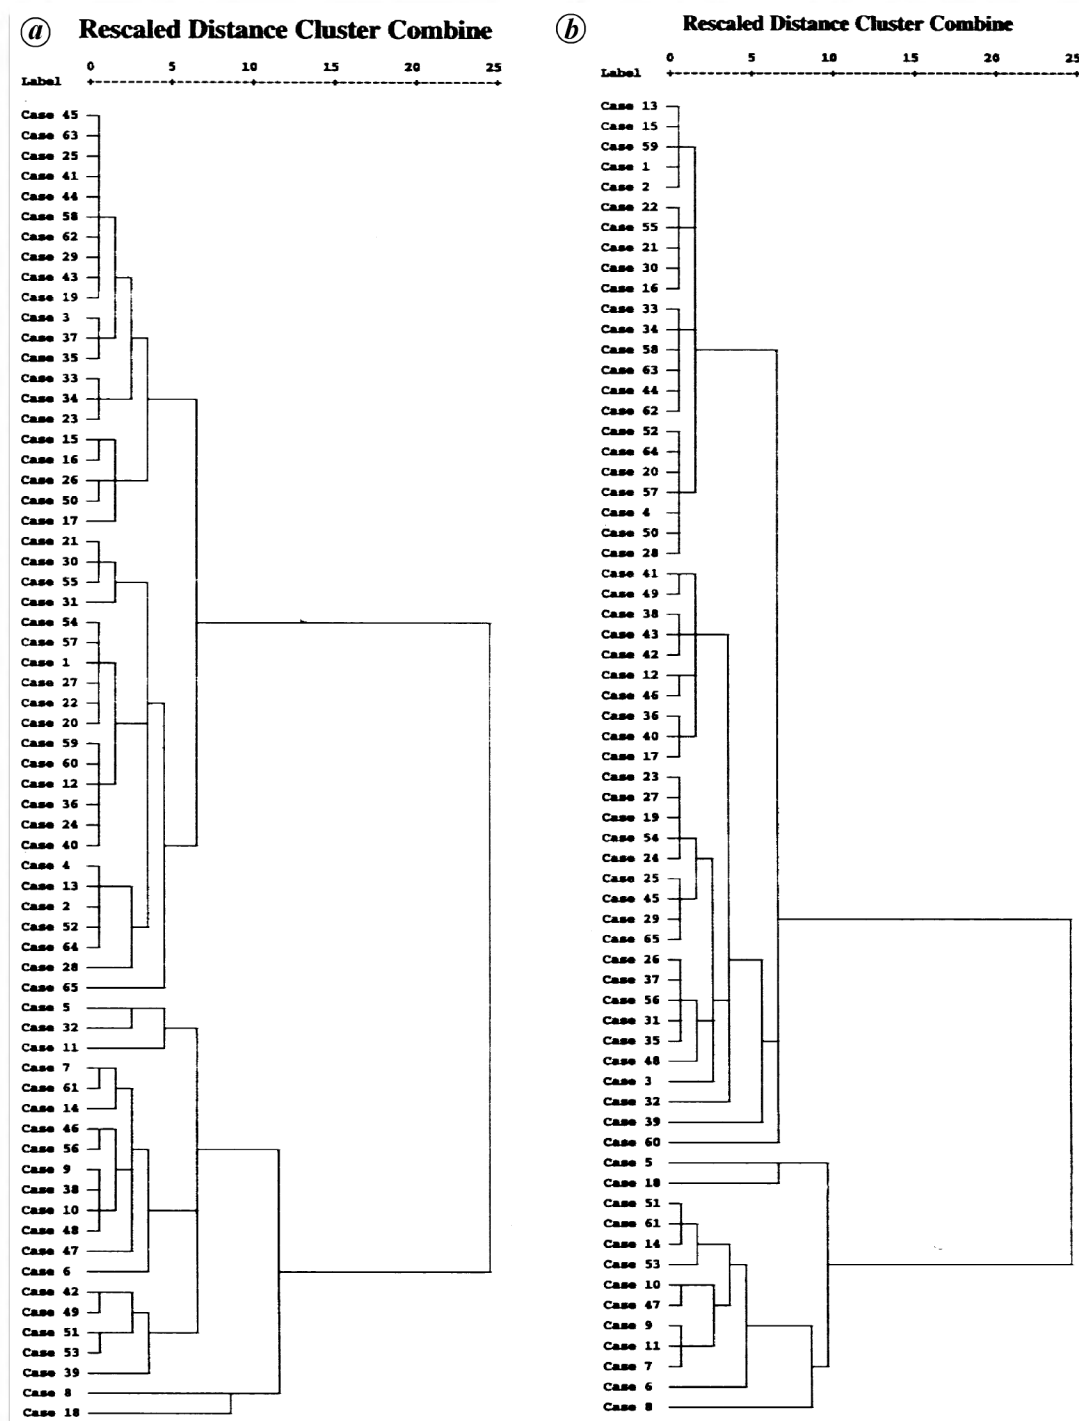 a Rescaled Distance Cluster Combine
0 5 10 15 20 25
Label
Case 45
Case 63
Case 25
Case 41
Case 44
Case 58
Case 62
Case 29
Case 43
Case 19
Case 3
Case 37
Case 35
Case 33
Case 34
Case 23
Case 15
Case 16
Case 26
Case 50
Case 17
Case 21
Case 30
Case 55
Case 31
Case 54
Case 57
Case 1
Case 27
Case 22
Case 20
Case 59
Case 60
Case 12
Case 36
Case 24
Case 40
Case 4
Case 13
Case 2
Case 52
Case 64
Case 28
Case 65
Case 5
Case 32
Case 11
Case 7
Case 61
Case 14
Case 46
Case 56
Case 9
Case 38
Case 10
Case 48
Case 47
Case 6
Case 42
Case 49
Case 51
Case 53
Case 39
Case 8
Case 18
b Rescaled Distance Cluster Combine
0 5 10 15 20 25
Label
Case 13
Case 15
Case 59
Case 1
Case 2
Case 22
Case 55
Case 21
Case 30
Case 16
Case 33
Case 34
Case 58
Case 63
Case 44
Case 62
Case 52
Case 64
Case 20
Case 57
Case 4
Case 50
Case 28
Case 41
Case 49
Case 38
Case 43
Case 42
Case 12
Case 46
Case 36
Case 40
Case 17
Case 23
Case 27
Case 19
Case 54
Case 24
Case 25
Case 45
Case 29
Case 65
Case 26
Case 37
Case 56
Case 31
Case 35
Case 48
Case 3
Case 32
Case 39
Case 60
Case 5
Case 18
Case 51
Case 61
Case 14
Case 53
Case 10
Case 47
Case 9
Case 11
Case 7
Case 6
Case 8